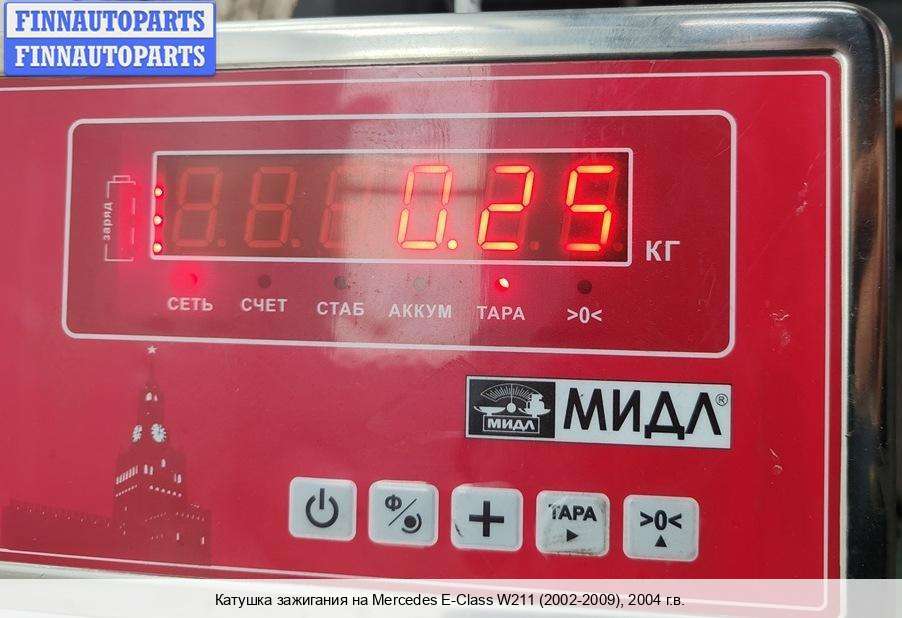 FINNAUTOPARTS
FINNAUTOPARTS
заряд
0.25
КГ
СЕТЬ СЧЕТ СТАБ АККУМ ТАРА >0<
МИДЛ МИДЛ®
Ф
+
ТАРА
>0<
Катушка зажигания на Mercedes E-Class W211 (2002-2009), 2004 г.в.